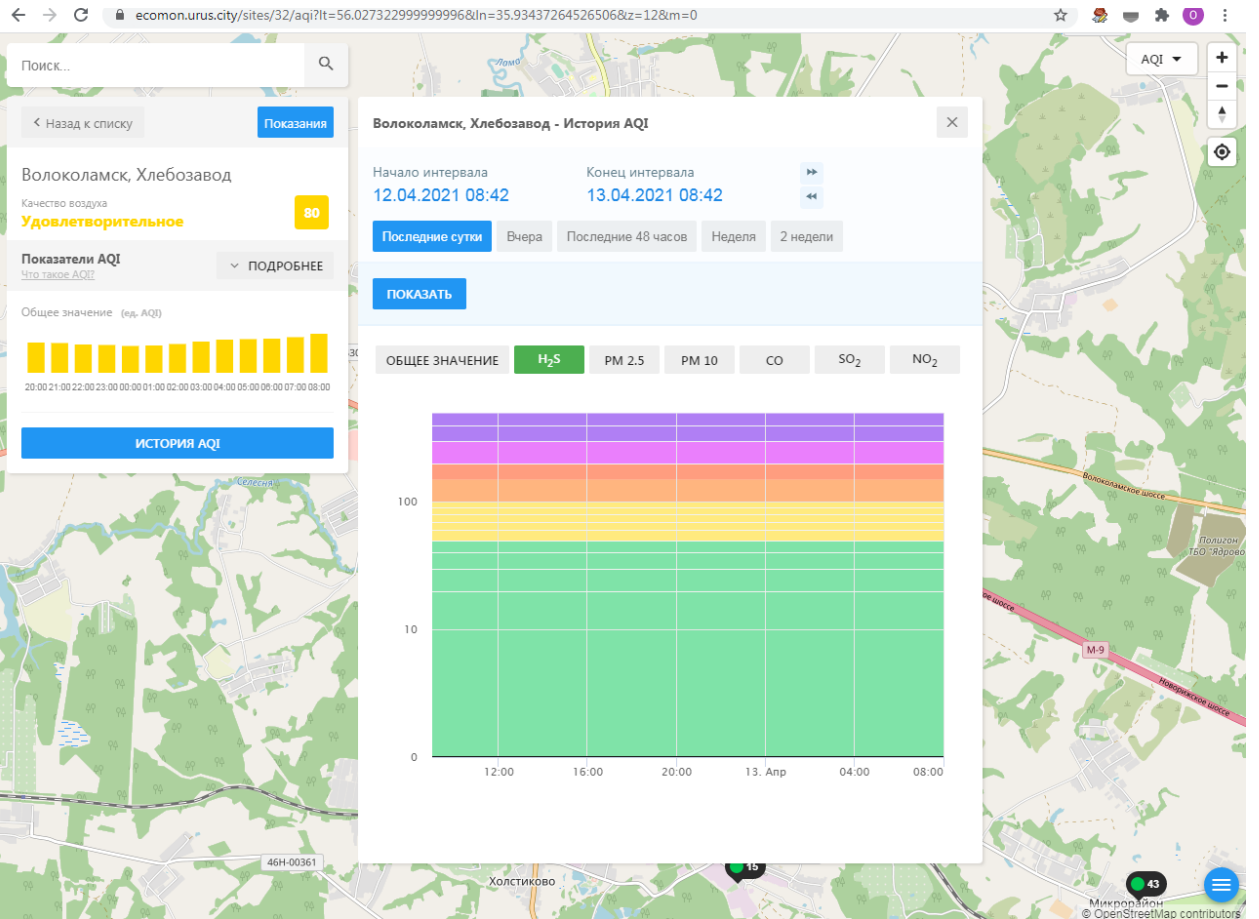 ecomon.urus.city/sites/32/aqi?lt=56.027322999999996&ln=35.93437264526506&z=12&m=0
O
Поиск...
AQI
Лома
Назад к списку
Показания
Волоколамск, Хлебозавод
Качество воздуха
Удовлетворительное
80
Показатели AQI
Что такое AQI?
ПОДРОБНЕЕ
Общее значение (ед. AQI)
20:00 21:00 22:00 23:00 00:00 01:00 02:00 03:00 04:00 05:00 06:00 07:00 08:00
ИСТОРИЯ AQI
Волоколамск, Хлебозавод - История AQI
Начало интервала
12.04.2021 08:42
Конец интервала
13.04.2021 08:42
Последние сутки
Вчера
Последние 48 часов
Неделя
2 недели
ПОКАЗАТЬ
ОБЩЕЕ ЗНАЧЕНИЕ
H2S
PM 2.5
PM 10
CO
SO2
NO2
100
10
0
12:00
16:00
20:00
13. Апр
04:00
08:00
Селесня
Волоколамское шоссе
Полигон
ТБО "Ядрово
кое шоссе
М-9
Новорижское шоссе
46Н-00361
15
Холстиково
43
Микрорайон
© OpenStreetMap contributors